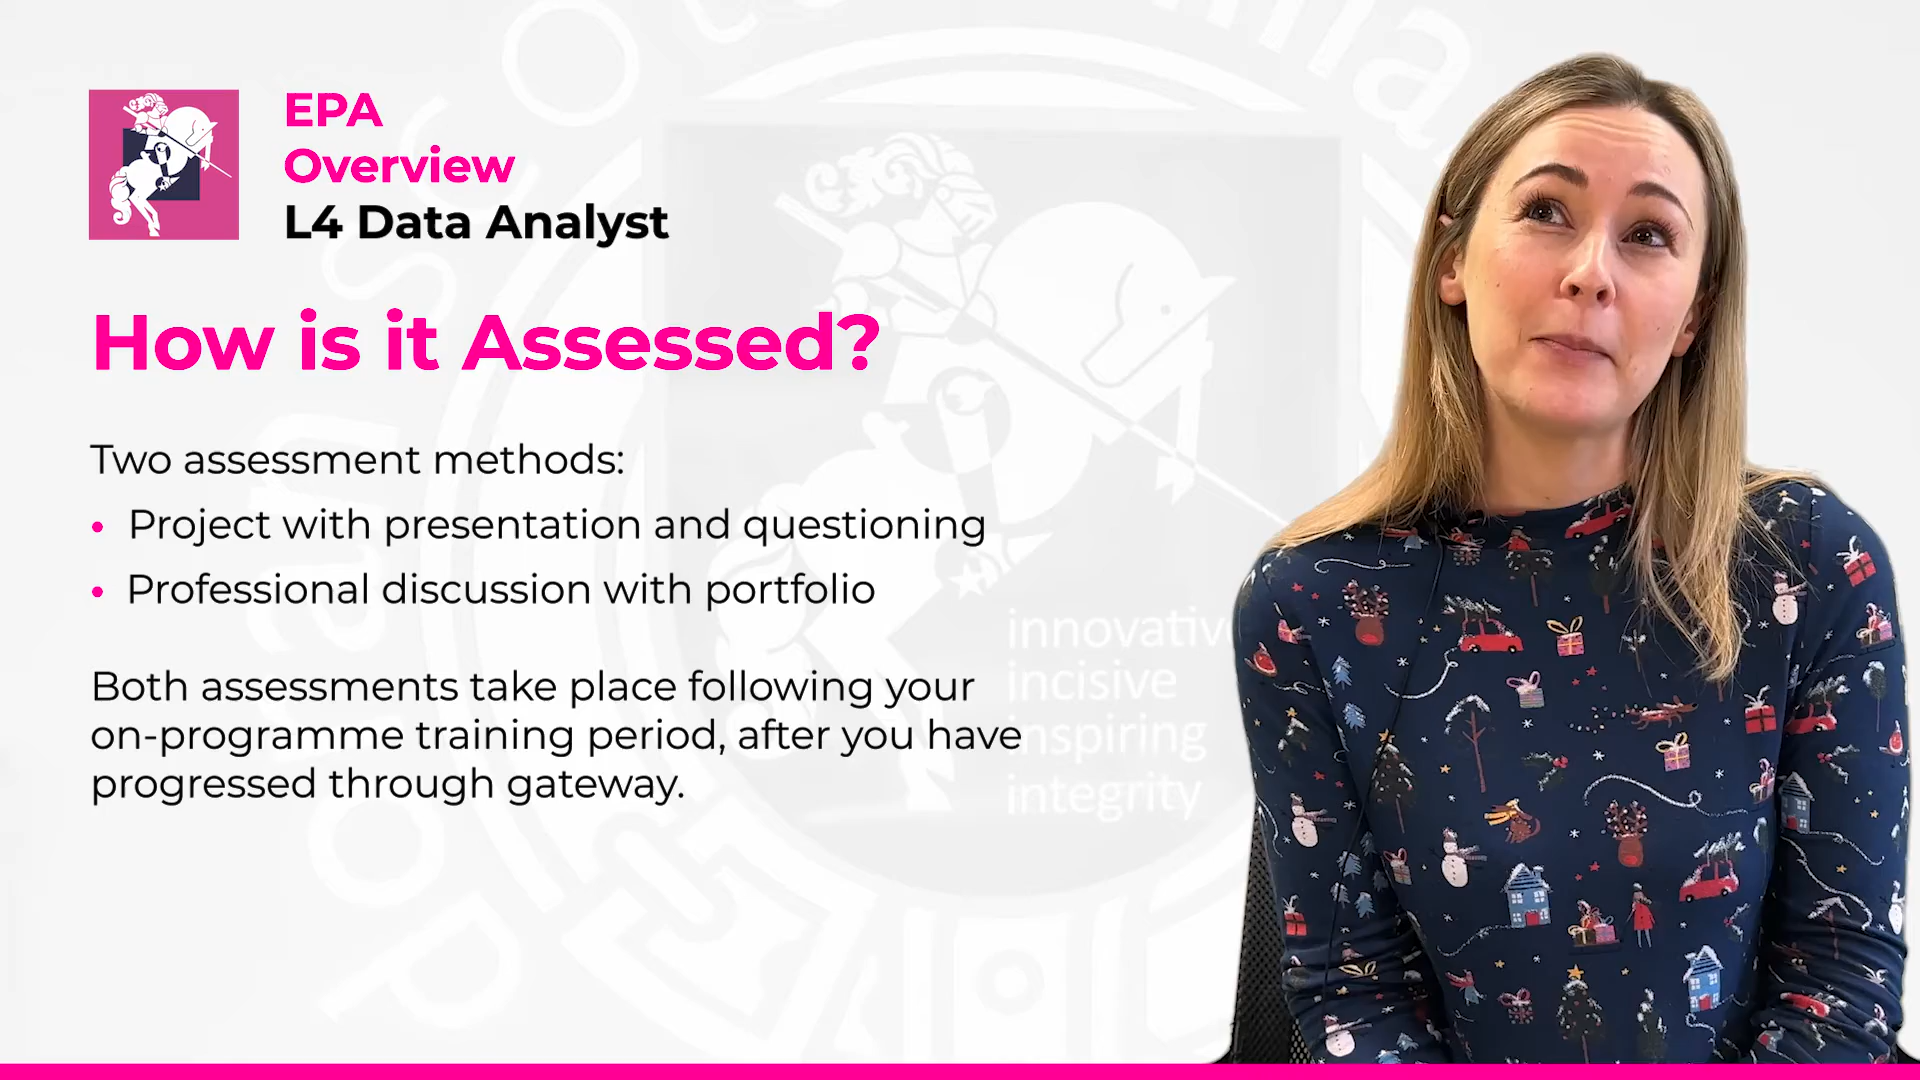 EPA
Overview
L4 Data Analyst
How is it Assessed?
Two assessment methods:
• Project with presentation and questioning
• Professional discussion with portfolio
Both assessments take place following your
on-programme training period, after you have
progressed through gateway.
innovativ
incisive
inspiring
integrity